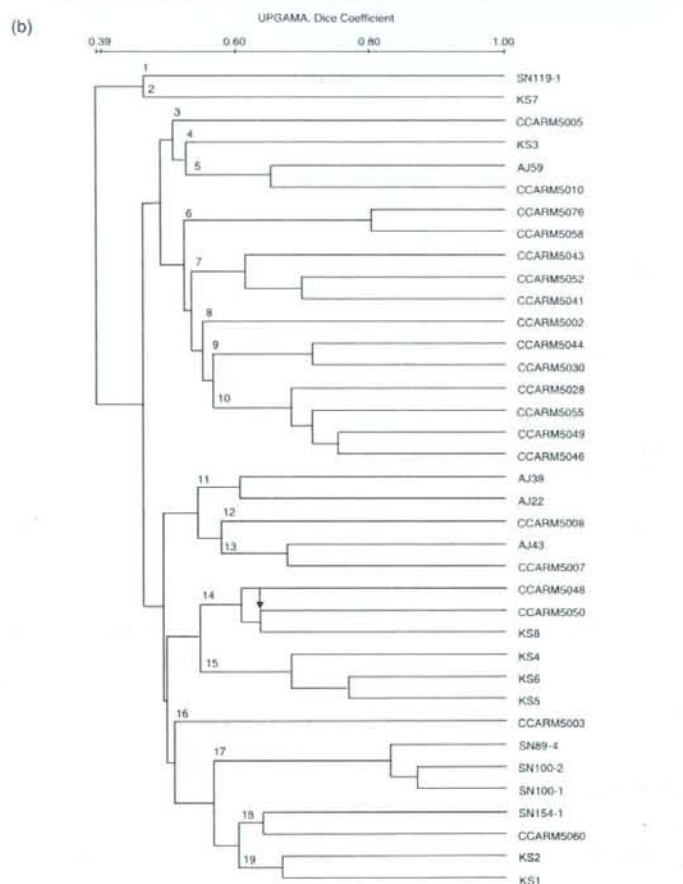 (b)
UPGAMA. Dice Coefficient
0.39 0.60 0.80 1.00
1 SN119-1
2 KS7
3 CCARM5005
4 KS3
5 AJ59
CCARM5010
6 CCARM5076
CCARM5058
7 CCARM5043
CCARM5052
CCARM5041
8 CCARM5002
9 CCARM5044
CCARM5030
10 CCARM5028
CCARM5055
CCARM5049
CCARM5046
11 AJ38
AJ22
12 CCARM5008
13 AJ43
CCARM5007
14 CCARM5048
CCARM5050
KS8
15 KS4
KS6
KS5
16 CCARM5003
17 SN89-4
SN100-2
SN100-1
18 SN154-1
CCARM5060
19 KS2
KS1